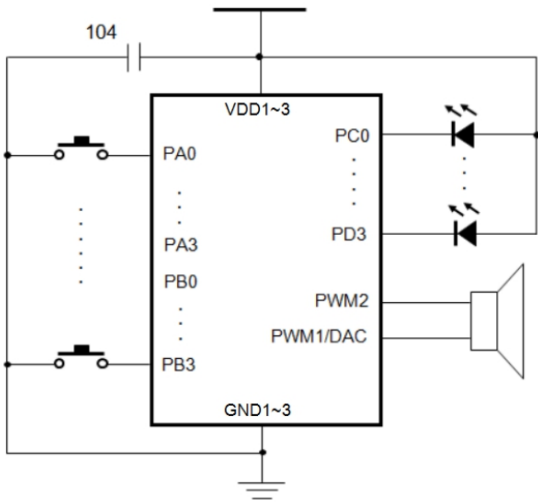 104
VDD1~3
PC0
PA0
PA3
PD3
PB0
PWM2
PWM1/DAC
PB3
GND1~3